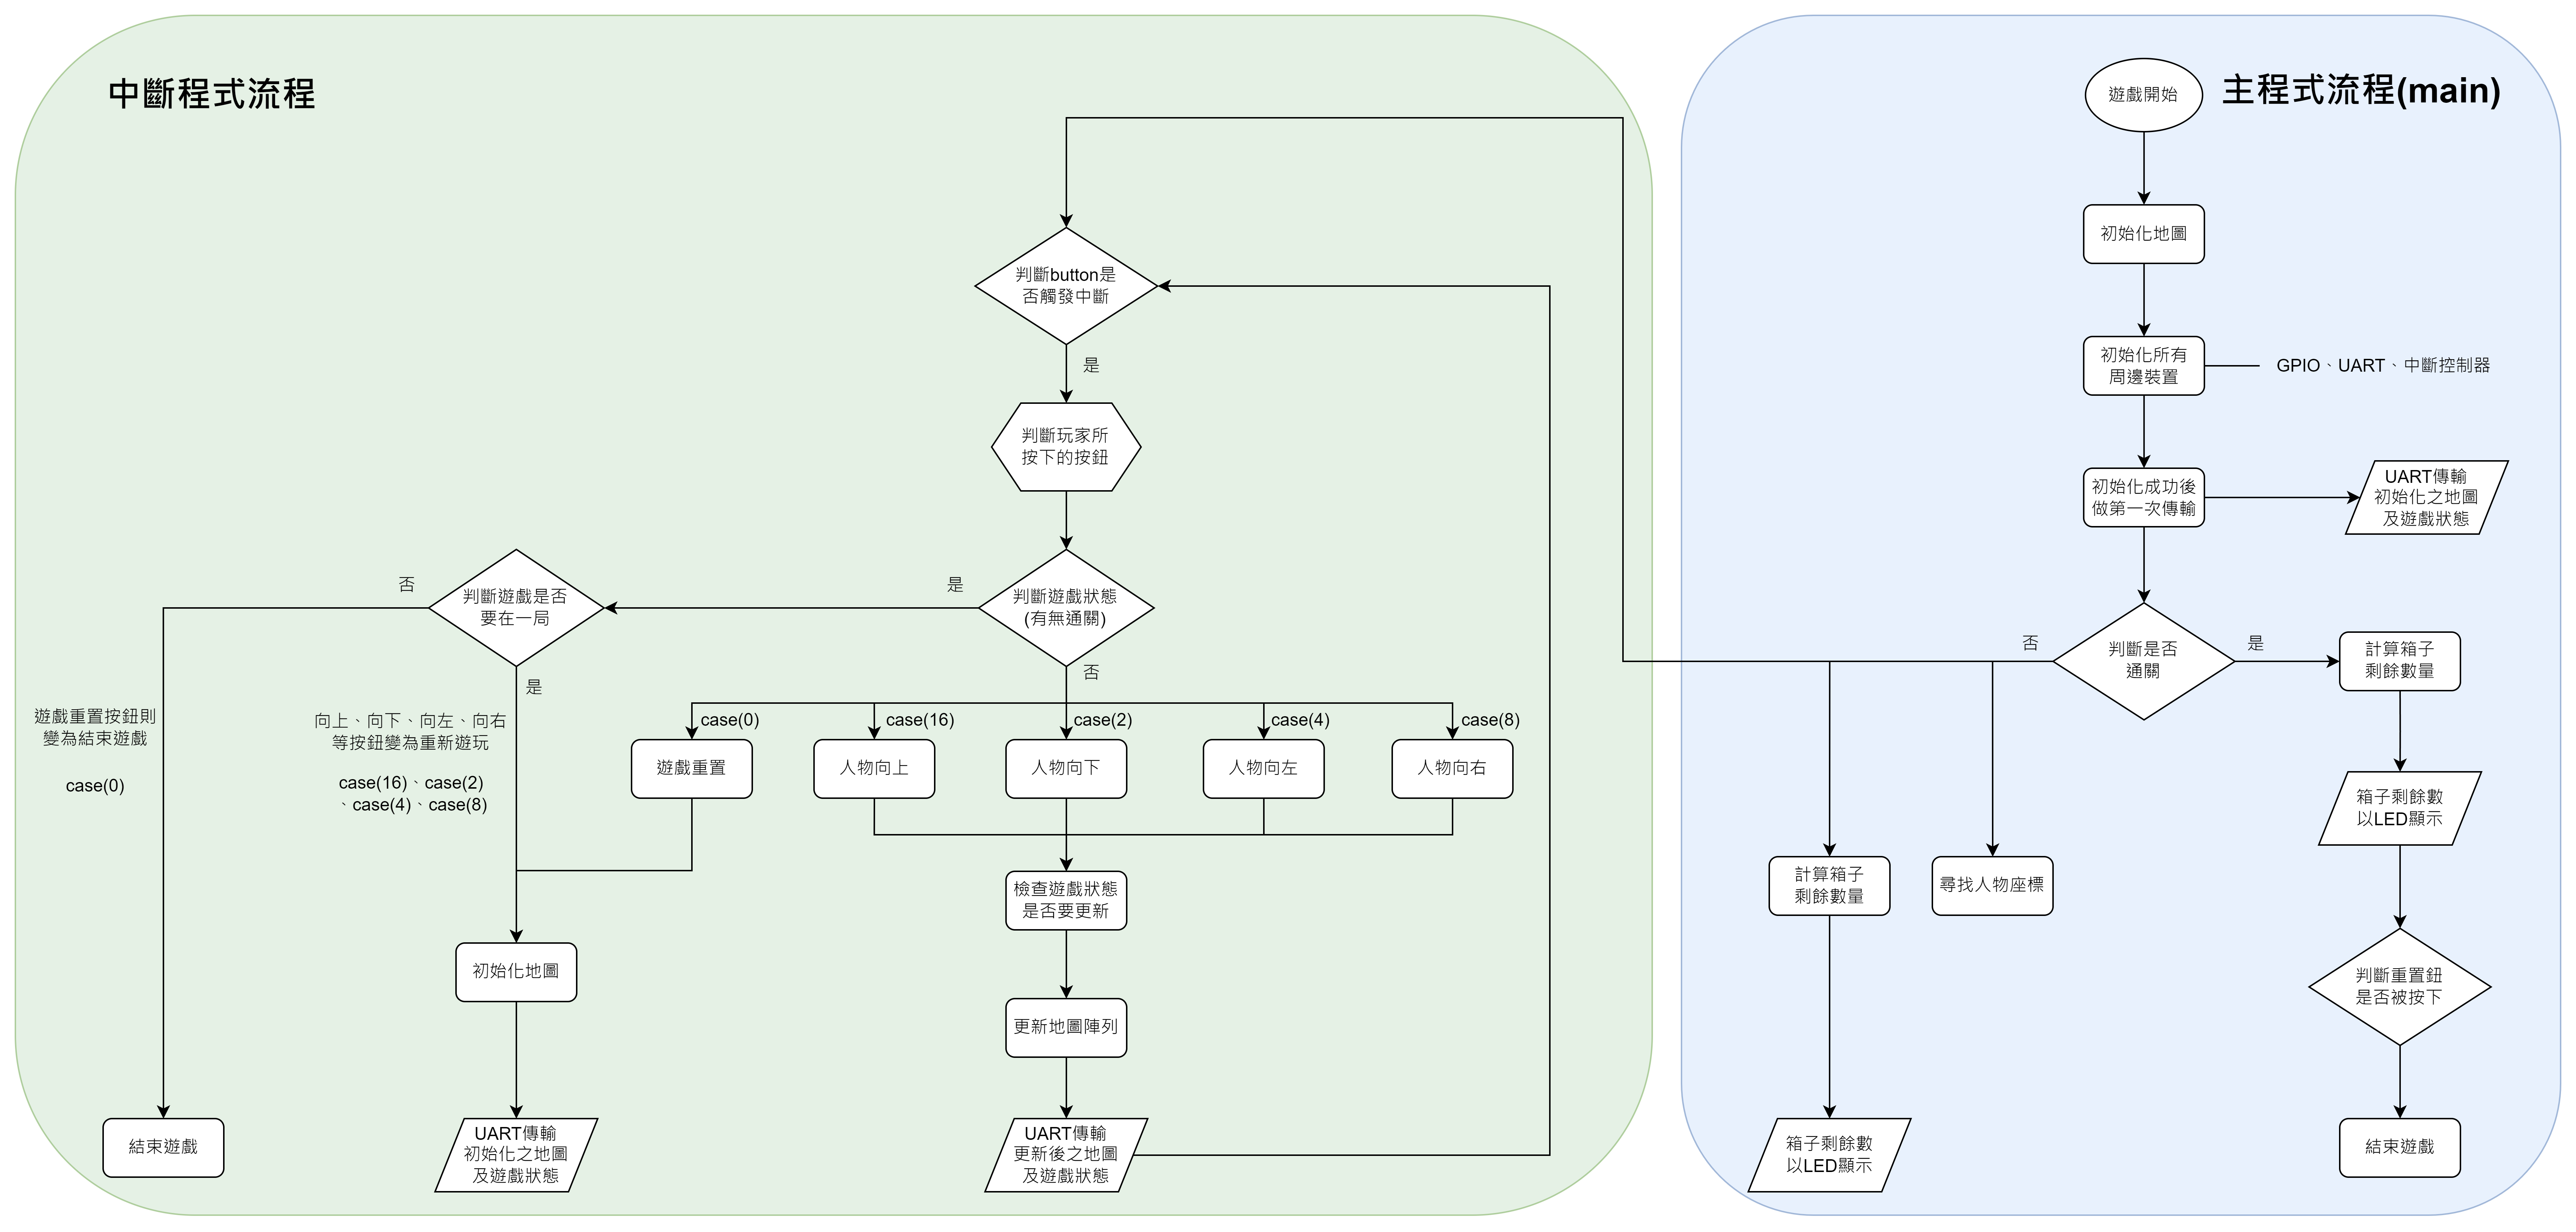 中斷程式流程
判斷button是
否觸發中斷
是
判斷玩家所
按下的按鈕
判斷遊戲狀態
(有無通關)
是
否
判斷遊戲是否
要在一局
否
是
遊戲重置按鈕則
變為結束遊戲
case(0)
向上、向下、向左、向右
等按鈕變為重新遊玩
case(16)、case(2)
、case(4)、case(8)
case(0)
case(16)
case(2)
case(4)
case(8)
遊戲重置
人物向上
人物向下
人物向左
人物向右
檢查遊戲狀態
是否要更新
初始化地圖
更新地圖陣列
結束遊戲
UART傳輸
初始化之地圖
及遊戲狀態
UART傳輸
更新後之地圖
及遊戲狀態
主程式流程(main)
遊戲開始
初始化地圖
初始化所有
周邊裝置
GPIO、UART、中斷控制器
初始化成功後
做第一次傳輸
UART傳輸
初始化之地圖
及遊戲狀態
判斷是否
通關
否
是
計算箱子
剩餘數量
箱子剩餘數
以LED顯示
計算箱子
剩餘數量
尋找人物座標
判斷重置鈕
是否被按下
箱子剩餘數
以LED顯示
結束遊戲